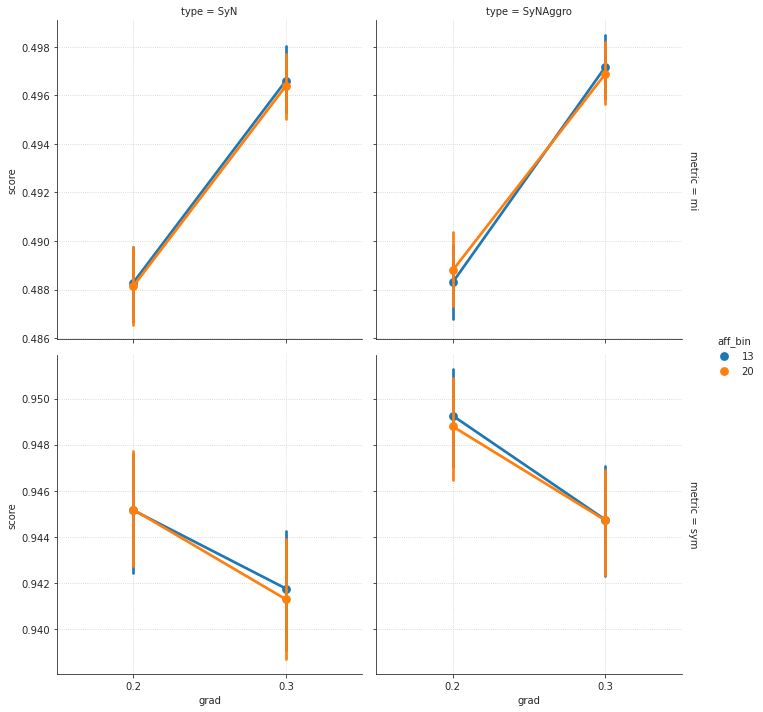 type = SyN
type = SyNAggro
0.498
0.496
0.494
0.492
0.490
0.488
0.486
score
metric = mi
aff_bin
13
20
0.950
0.948
0.946
0.944
0.942
0.940
score
metric = sym
0.2
0.3
grad
0.2
0.3
grad